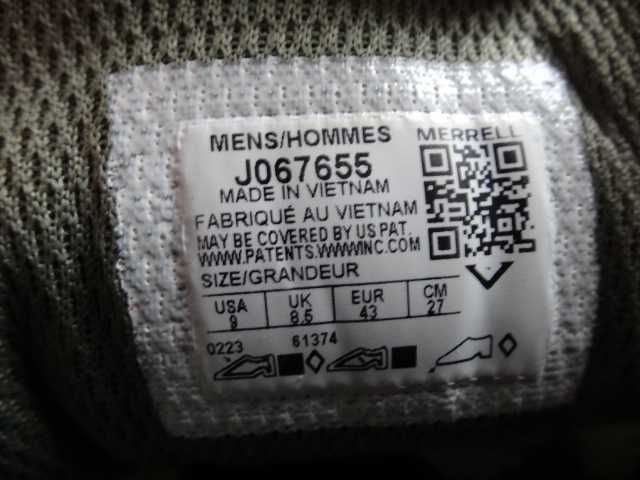 MENS/HOMMES
MERRELL
J067655
MADE IN VIETNAM
FABRIQUÉ AU VIETNAM
MAY BE COVERED BY US PAT.
WWW.PATENTS.WWWINC.COM
SIZE/GRANDEUR
USA UK EUR CM
9 8.5 43 27
0223 61374